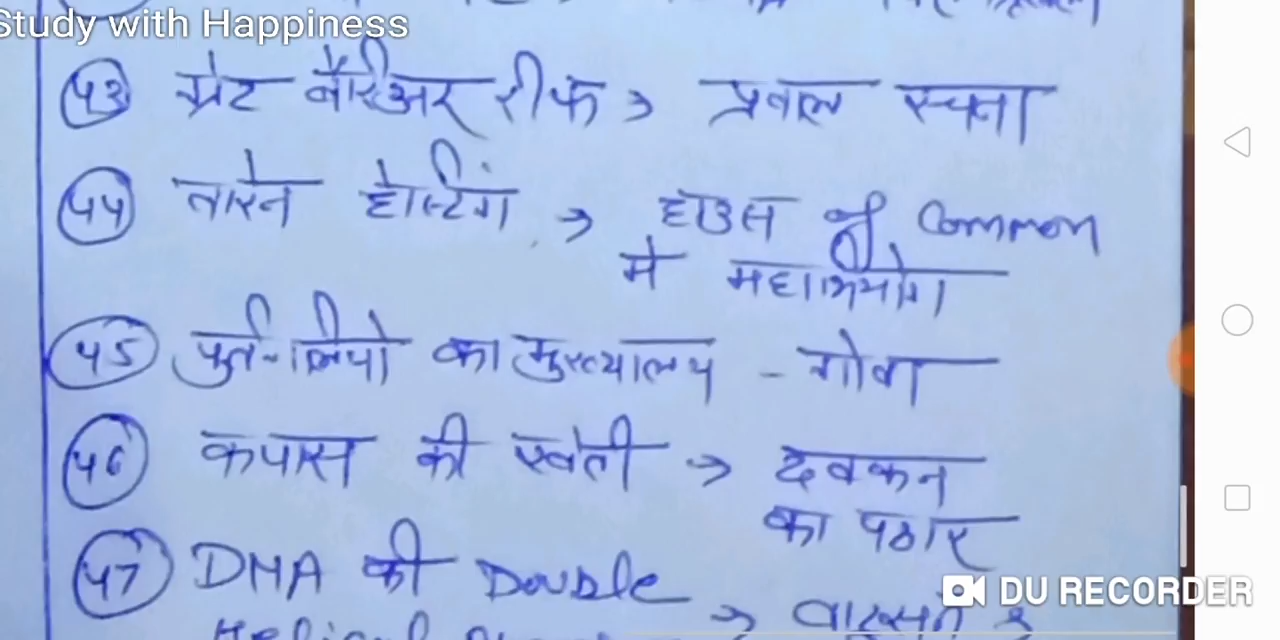 Study with Happiness
43 ग्रेट बैरिअर रीफ → प्रवाल रचना
44 वारेन हेस्टिंग → हाउस of Common
मे महाभियोग
45 पुर्तगालियो का मुख्यालय - गोवा
46 कपास की खेती → दक्कन
का पठार
47 DNA की Double
→ वाटसन &
DU RECORDER